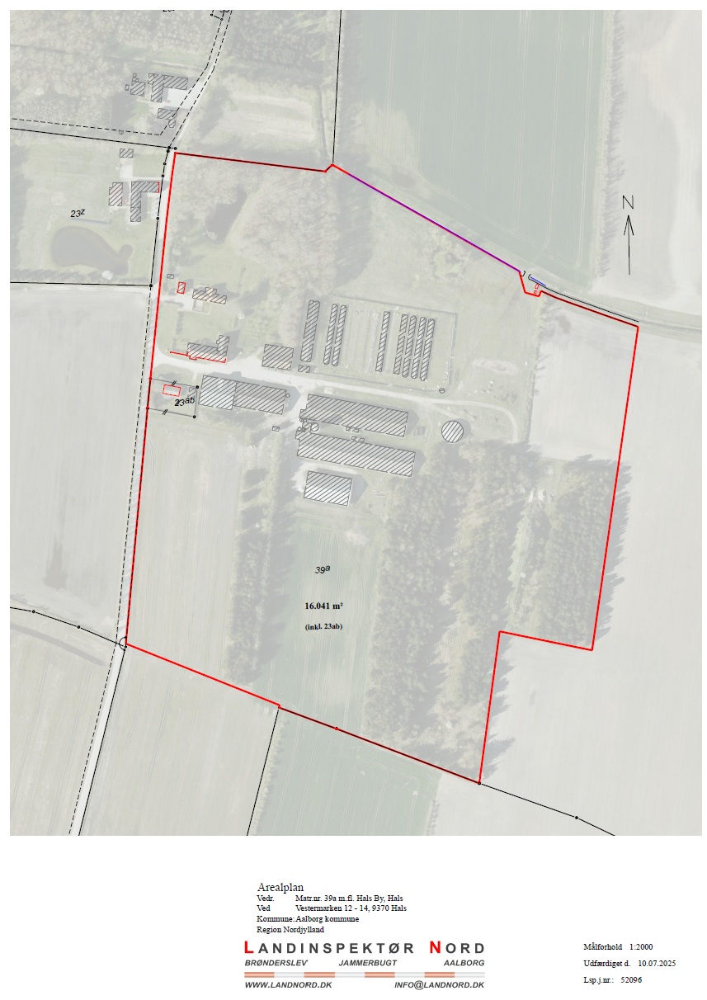 N
23z
23ab
39a
16.041 m²
(inkl. 23ab)
Arealplan
Vedr. Matr.nr. 39a m.fl. Hals By, Hals
Ved Vestermarken 12 - 14, 9370 Hals
Kommune: Aalborg kommune
Region Nordjylland
LANDINSPEKTØR NORD
BRØNDERSLEV JAMMERBUGT AALBORG
WWW.LANDNORD.DK INFO@LANDNORD.DK
Målforhold 1:2000
Udfærdiget d. 10.07.2025
Lsp.j.nr.: 52096